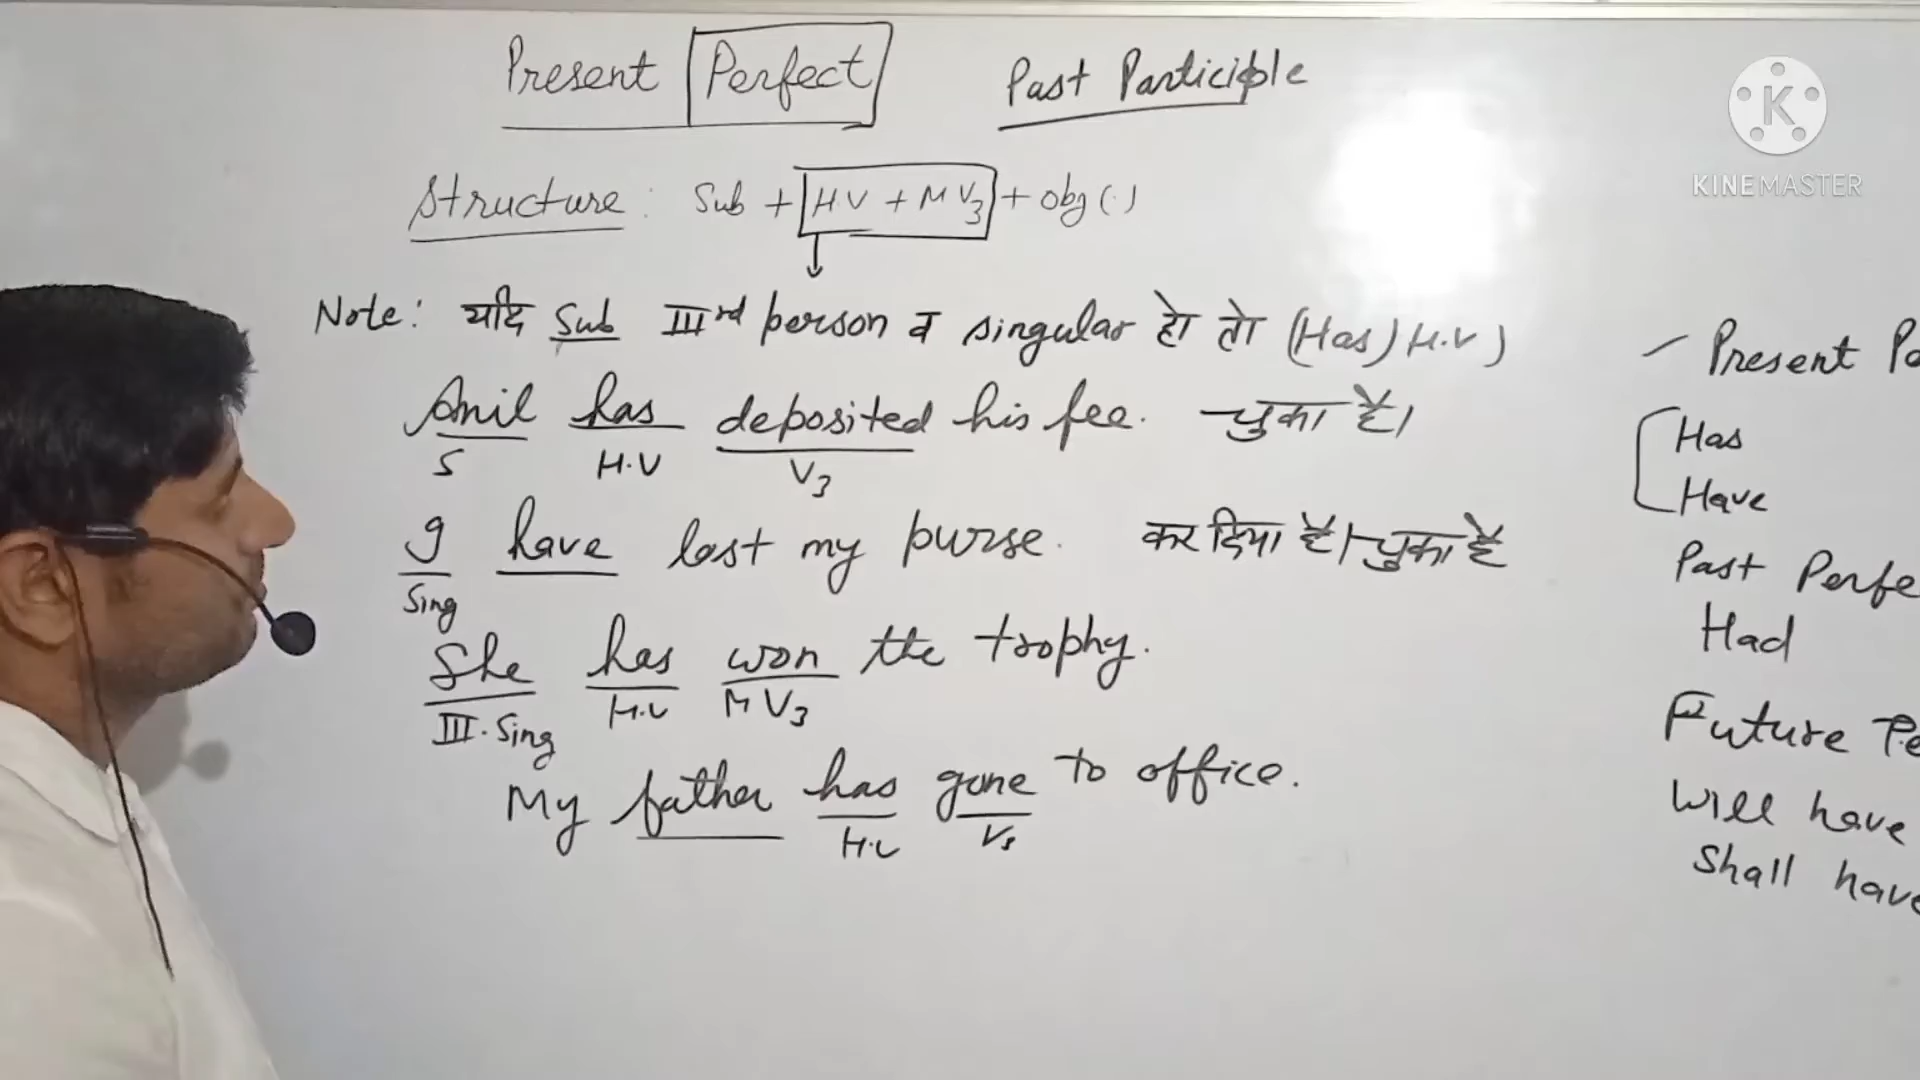 Present Perfect Past Participle
Structure: Sub + HV + MV3 + obj (.)
Note: यदि Sub IIIrd person व singular हो तो (Has) H.V)
Anil has deposited his fee. चुका है।
S H.V V3
I have lost my purse. कर दिया है। चुका है
Sing
She has won the trophy.
III. Sing H.V MV3
My father has gone to office.
H.V V3
Present Pa
Has
Have
Past Perfe
Had
Future Pe
Will have
Shall have
K
KINEMASTER